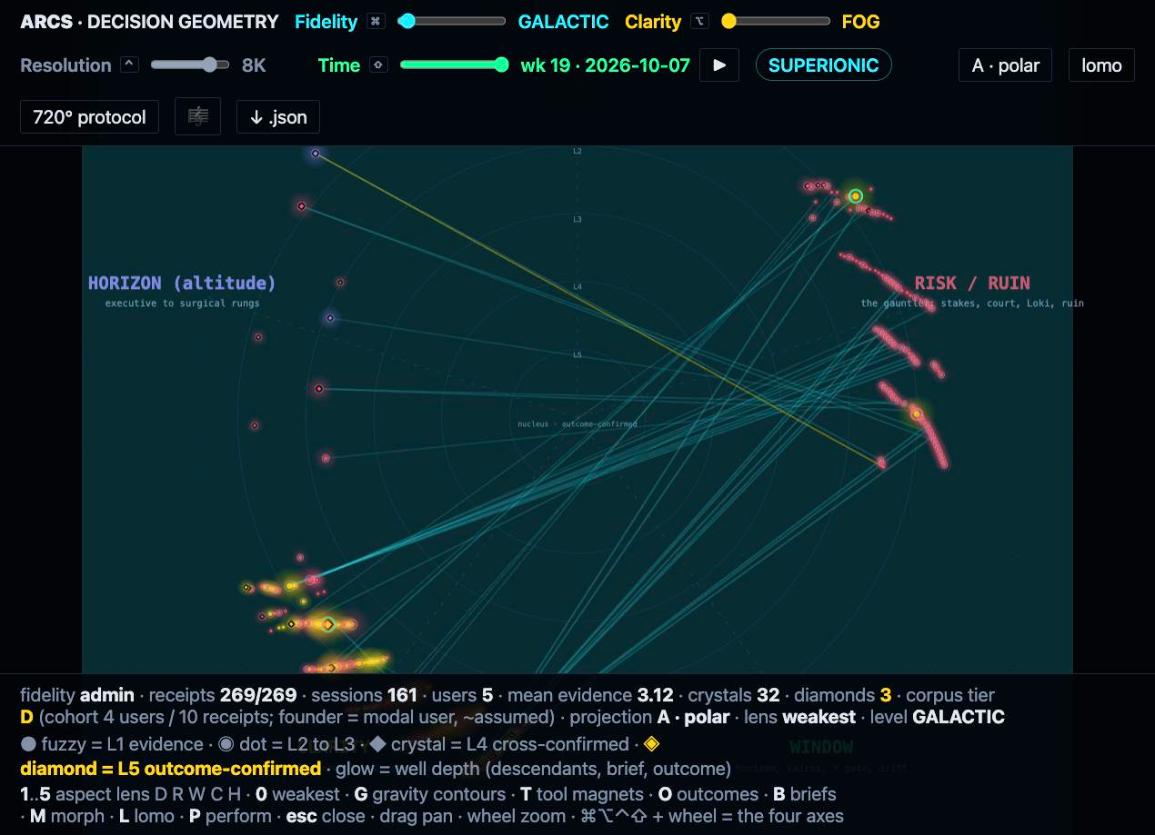 ARCS · DECISION GEOMETRY Fidelity ⌘ GALACTIC Clarity ⌥ FOG
Resolution ^ 8K Time ⇧ wk 19 · 2026-10-07 ▶ SUPERIONIC A · polar lomo
720° protocol 🎼 ↓ .json
L2
L3
HORIZON (altitude)
executive to surgical rungs
RISK / RUIN
the gauntlet: stakes, court, Loki, ruin
L4
L5
nucleus · outcome-confirmed
fidelity admin · receipts 269/269 · sessions 161 · users 5 · mean evidence 3.12 · crystals 32 · diamonds 3 · corpus tier
D (cohort 4 users / 10 receipts; founder = modal user, ~assumed) · projection A · polar · lens weakest · level GALACTIC
● fuzzy = L1 evidence · ◉ dot = L2 to L3 · ◆ crystal = L4 cross-confirmed · ◈
WINDOW
diamond = L5 outcome-confirmed · glow = well depth (descendants, brief, outcome)
1..5 aspect lens D R W C H · 0 weakest · G gravity contours · T tool magnets · O outcomes · B briefs
· M morph · L lomo · P perform · esc close · drag pan · wheel zoom · ⌘⌥^⇧ + wheel = the four axes